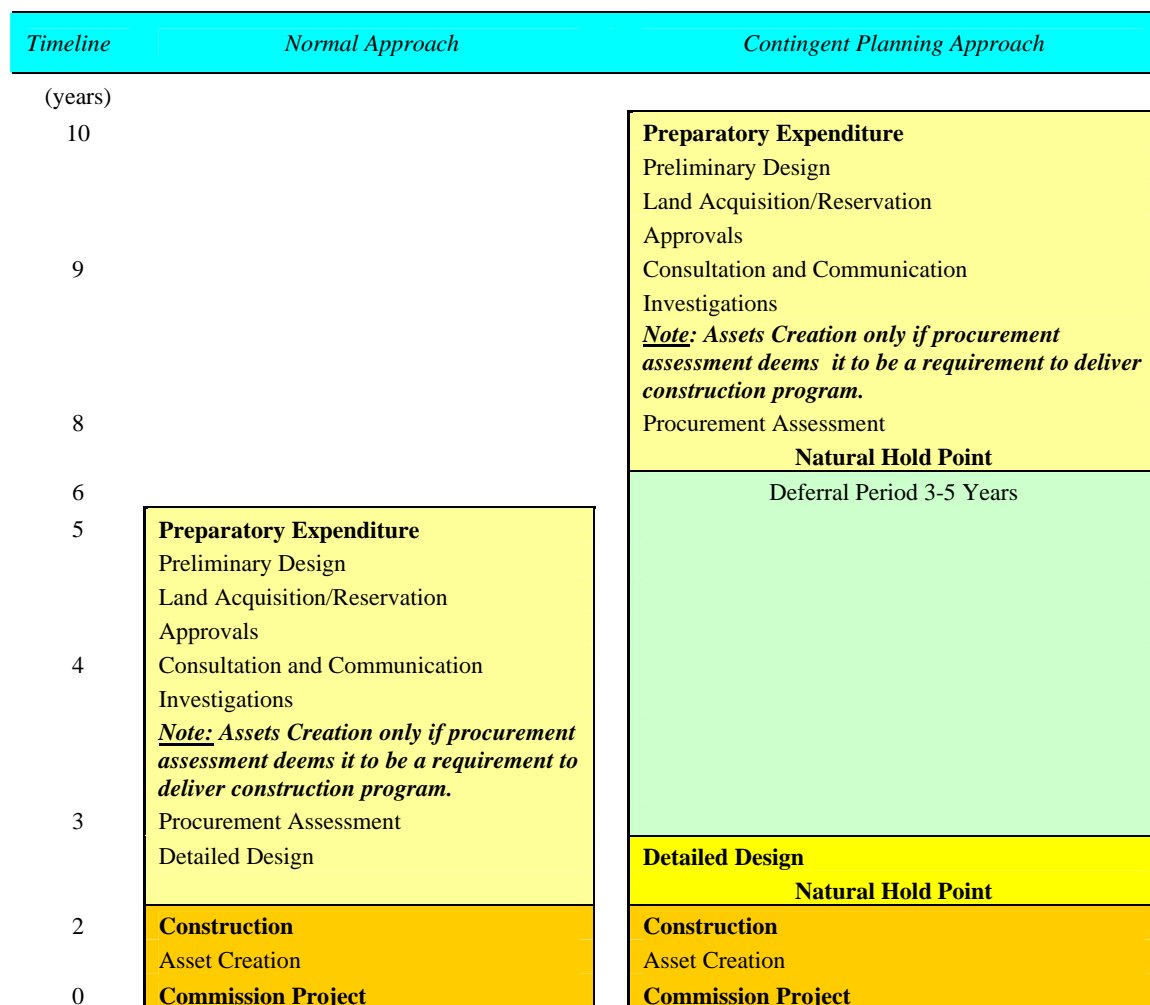 Timeline Normal Approach Contingent Planning Approach
(years)
10 Preparatory Expenditure
Preliminary Design
Land Acquisition/Reservation
Approvals
9 Consultation and Communication
Investigations
Note: Assets Creation only if procurement
assessment deems it to be a requirement to deliver
construction program.
8 Procurement Assessment
Natural Hold Point
6 Deferral Period 3-5 Years
5 Preparatory Expenditure
Preliminary Design
Land Acquisition/Reservation
Approvals
4 Consultation and Communication
Investigations
Note: Assets Creation only if procurement
assessment deems it to be a requirement to
deliver construction program.
3 Procurement Assessment
Detailed Design Detailed Design
Natural Hold Point
2 Construction Construction
Asset Creation Asset Creation
0 Commission Project Commission Project